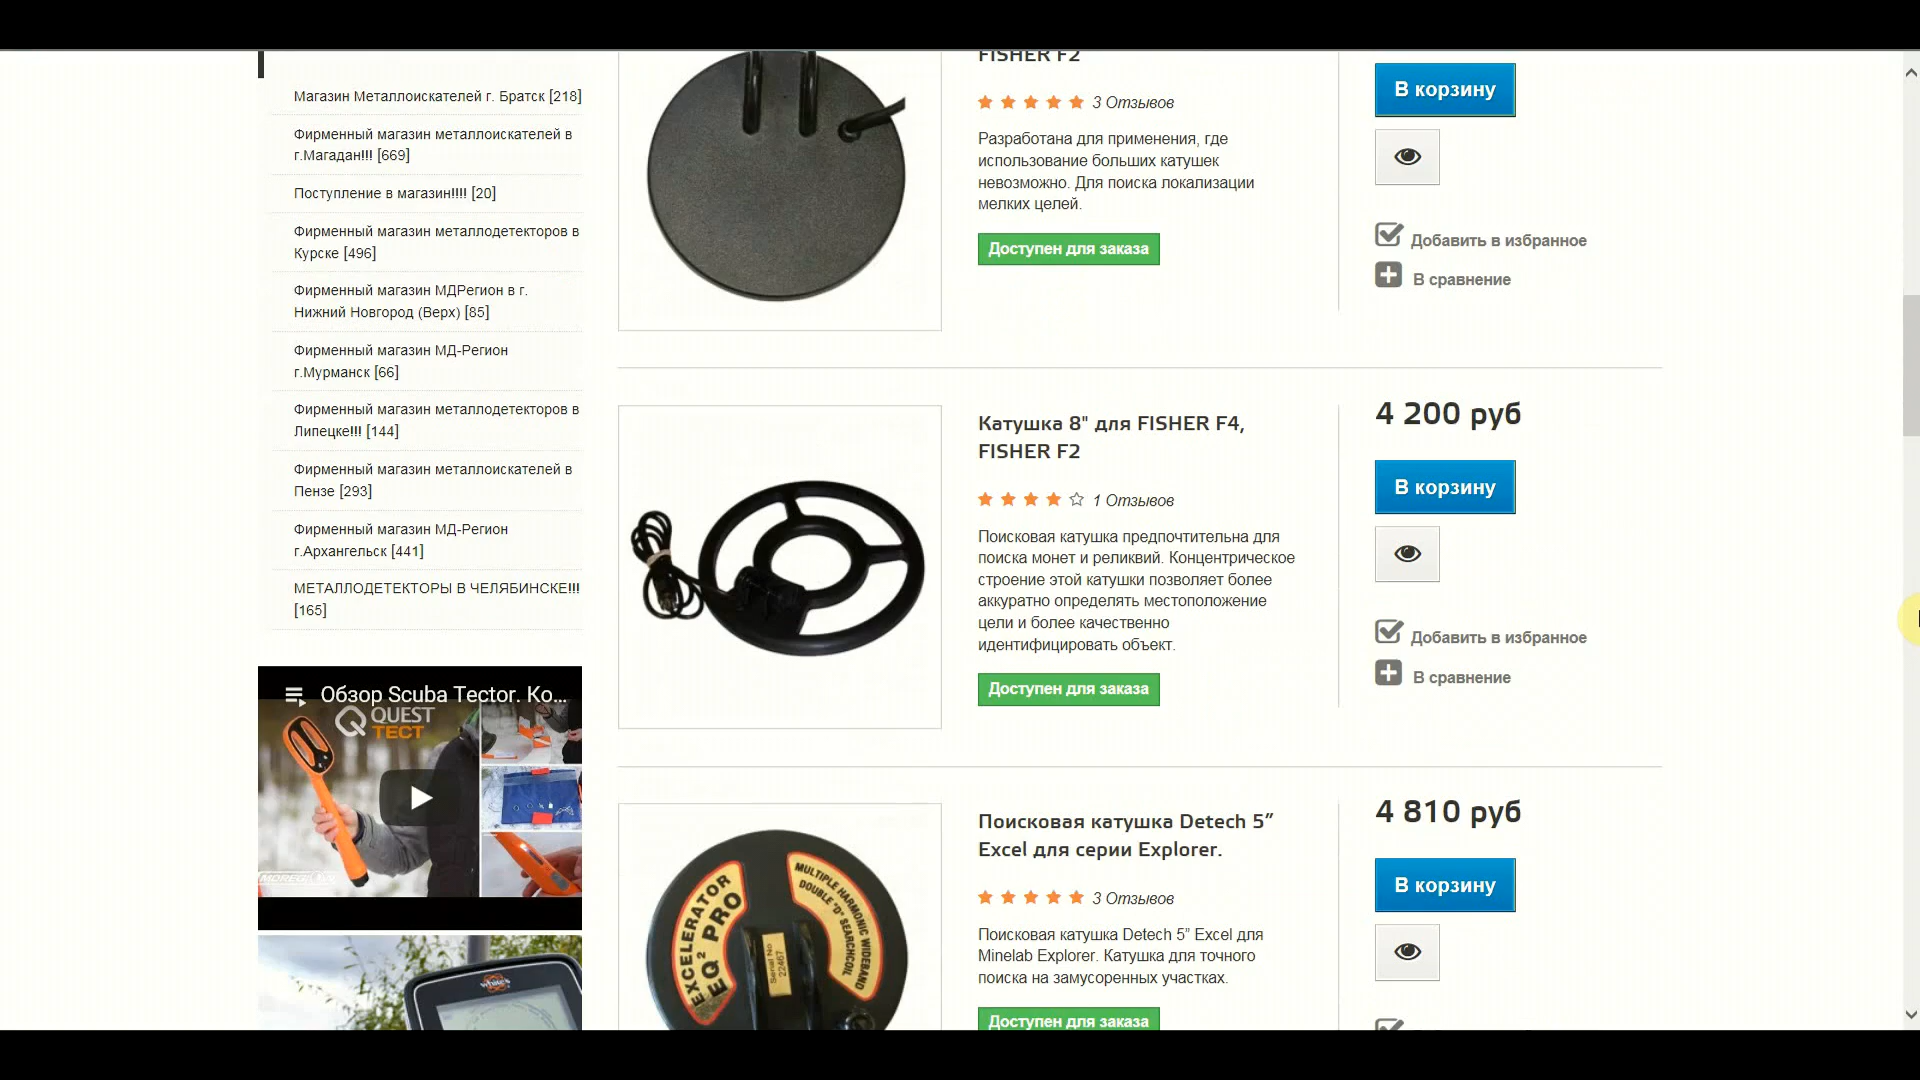 Магазин Металлоискателей г. Братск [218]
Фирменный магазин металлоискателей в
г.Магадан!!! [669]
Поступление в магазин!!!! [20]
Фирменный магазин металлодетекторов в
Курске [496]
Фирменный магазин МДРегион в г.
Нижний Новгород (Верх) [85]
Фирменный магазин МД-Регион
г.Мурманск [66]
Фирменный магазин металлодетекторов в
Липецке!!! [144]
Фирменный магазин металлоискателей в
Пензе [293]
Фирменный магазин МД-Регион
г.Архангельск [441]
МЕТАЛЛОДЕТЕКТОРЫ В ЧЕЛЯБИНСКЕ!!!
[165]
Обзор Scuba Tector. Ко...
QUEST
ТЕСТ
White's
FISHER F2
3 Отзывов
Разработана для применения, где
использование больших катушек
невозможно. Для поиска локализации
мелких целей.
Доступен для заказа
В корзину
Добавить в избранное
В сравнение
Катушка 8" для FISHER F4,
FISHER F2
1 Отзывов
Поисковая катушка предпочтительна для
поиска монет и реликвий. Концентрическое
строение этой катушки позволяет более
аккуратно определять местоположение
цели и более качественно
идентифицировать объект.
Доступен для заказа
4 200 руб
В корзину
Добавить в избранное
В сравнение
EXCELERATOR
EQ² PRO
Serial No
22467
MULTIPLE HARMONIC WIDEBAND
DOUBLE "D" SEARCHCOIL
Поисковая катушка Detech 5”
Excel для серии Explorer.
3 Отзывов
Поисковая катушка Detech 5” Excel для
Minelab Explorer. Катушка для точного
поиска на замусоренных участках.
Доступен для заказа
4 810 руб
В корзину